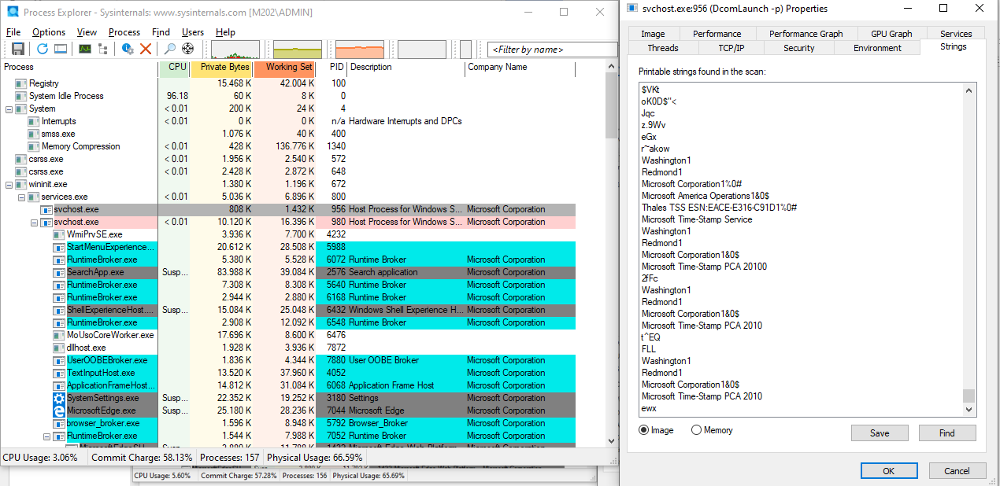 Process Explorer - Sysinternals: www.sysinternals.com [M202\ADMIN]
File Options View Process Find Users Help
<Filter by name>
Process CPU Private Bytes Working Set PID Description Company Name
Registry 15.468 K 42.004 K 100
System Idle Process 96.18 60 K 8 K 0
System < 0.01 200 K 24 K 4
Interrupts < 0.01 0 K 0 K n/a Hardware Interrupts and DPCs
smss.exe 1.076 K 40 K 400
Memory Compression < 0.01 428 K 136.776 K 1340
csrss.exe < 0.01 1.956 K 2.540 K 572
csrss.exe < 0.01 2.428 K 2.872 K 648
wininit.exe 1.380 K 1.196 K 672
services.exe < 0.01 5.036 K 6.896 K 800
svchost.exe 808 K 1.432 K 956 Host Process for Windows S... Microsoft Corporation
svchost.exe < 0.01 10.120 K 16.396 K 980 Host Process for Windows S... Microsoft Corporation
WmiPrvSE.exe 3.936 K 7.700 K 4232
StartMenuExperience... 20.612 K 28.508 K 5988
RuntimeBroker.exe 5.380 K 5.528 K 6072 Runtime Broker Microsoft Corporation
SearchApp.exe Susp... 83.988 K 39.084 K 2576 Search application Microsoft Corporation
RuntimeBroker.exe 7.308 K 8.308 K 5640 Runtime Broker Microsoft Corporation
RuntimeBroker.exe 2.944 K 2.880 K 6168 Runtime Broker Microsoft Corporation
ShellExperienceHost.... Susp... 15.084 K 25.048 K 6432 Windows Shell Experience H... Microsoft Corporation
RuntimeBroker.exe 2.908 K 12.092 K 6548 Runtime Broker Microsoft Corporation
MoUsoCoreWorker.exe 17.696 K 8.600 K 6476
dllhost.exe 1.928 K 3.936 K 7872
UserOOBEBroker.exe 1.836 K 4.344 K 7880 User OOBE Broker Microsoft Corporation
TextInputHost.exe 13.520 K 37.960 K 4052 Microsoft Corporation
ApplicationFrameHost... 14.812 K 31.084 K 6068 Application Frame Host Microsoft Corporation
SystemSettings.exe Susp... 22.352 K 19.252 K 3180 Settings Microsoft Corporation
MicrosoftEdge.exe Susp... 25.180 K 28.236 K 7044 Microsoft Edge Microsoft Corporation
browser_broker.exe 1.596 K 8.948 K 5792 Browser_Broker Microsoft Corporation
RuntimeBroker.exe 1.544 K 7.988 K 7052 Runtime Broker Microsoft Corporation
CPU Usage: 3.06% Commit Charge: 58.13% Processes: 157 Physical Usage: 66.59%
CPU Usage: 5.60% Commit Charge: 57.28% Processes: 156 Physical Usage: 65.69%
svchost.exe:956 (DcomLaunch -p) Properties
Image Performance Performance Graph GPU Graph Services
Threads TCP/IP Security Environment Strings
Printable strings found in the scan:
$VKt
oK0D$"<
Jqc
z.9Wv
eGx
r~akow
Washington1
Redmond1
Microsoft Corporation1%0#
Microsoft America Operations1&0$
Thales TSS ESN:EACE-E316-C91D1%0#
Microsoft Time-Stamp Service
Washington1
Redmond1
Microsoft Corporation1&0$
Microsoft Time-Stamp PCA 20100
2fFc
Washington1
Redmond1
Microsoft Corporation1&0$
Microsoft Time-Stamp PCA 2010
t^EQ
FLL
Washington1
Redmond1
Microsoft Corporation1&0$
Microsoft Time-Stamp PCA 2010
ewx
Image Memory Save Find
OK Cancel